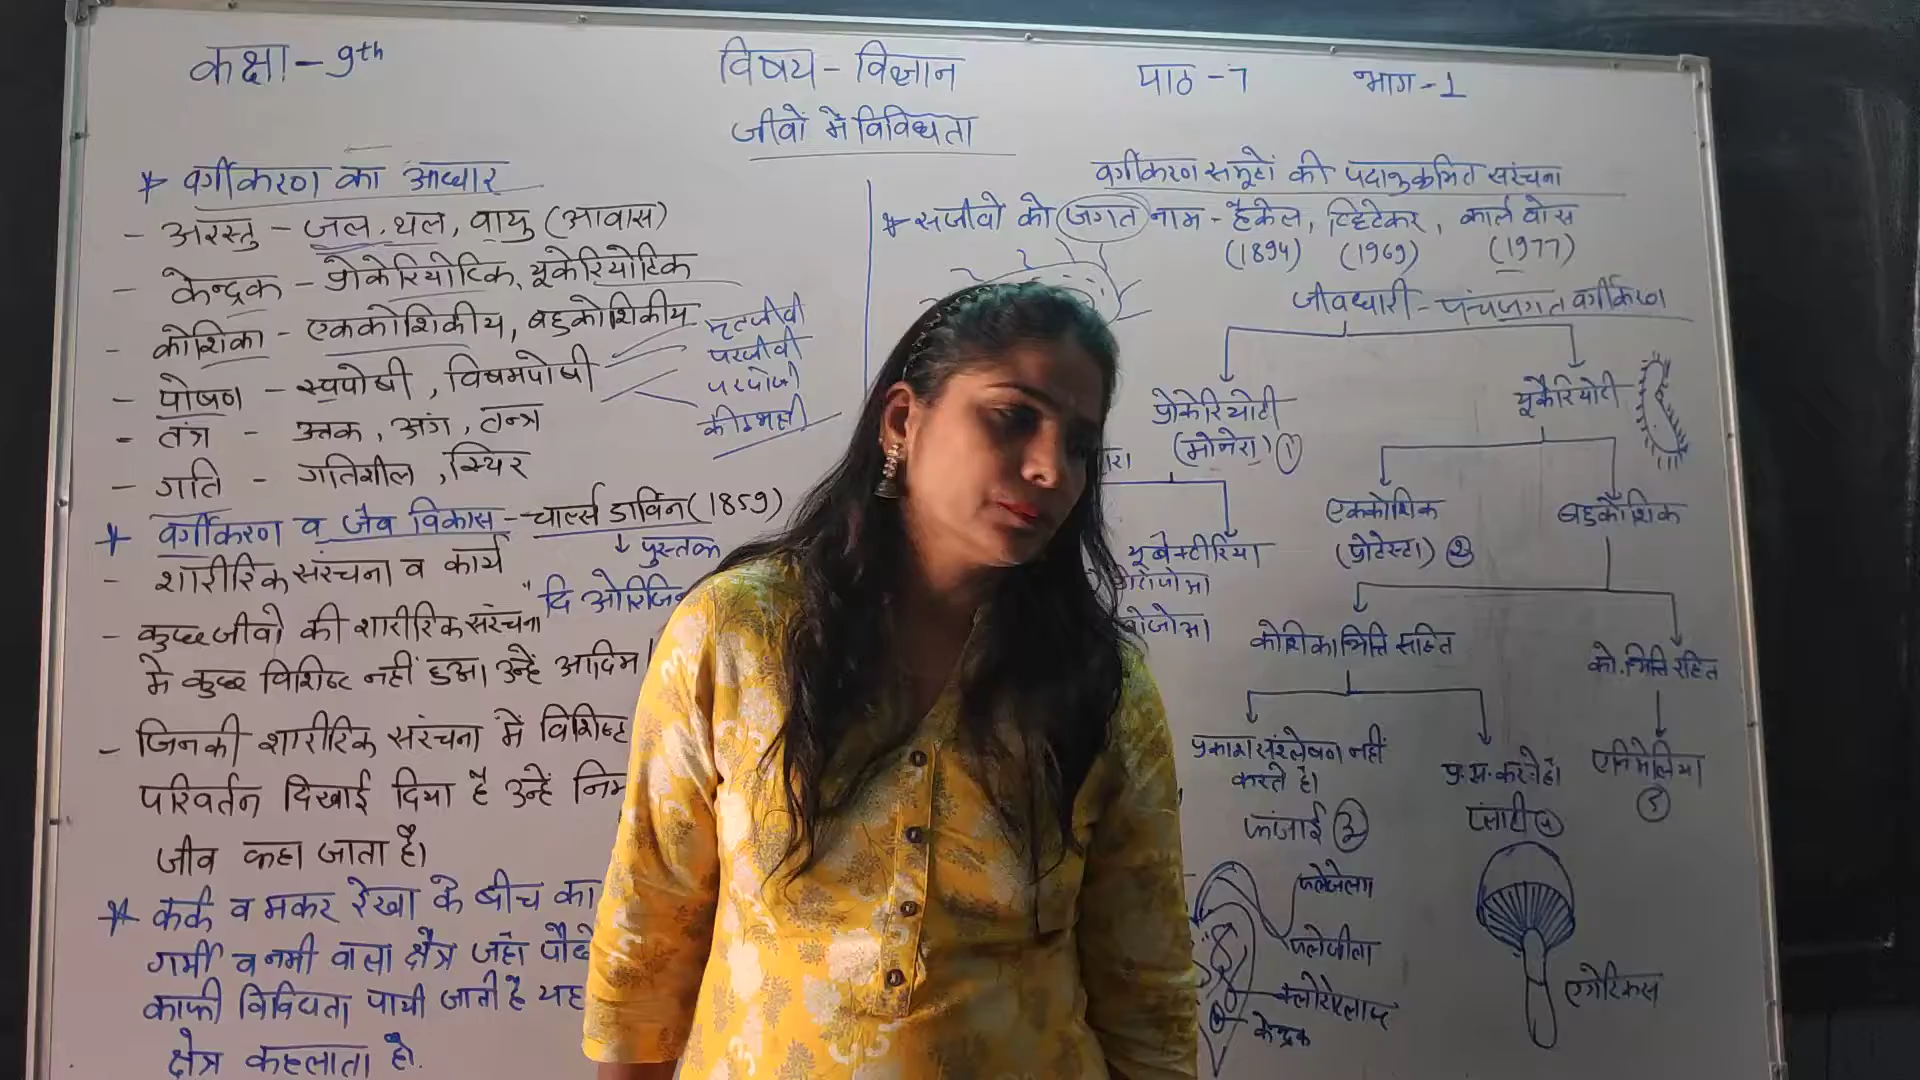 कक्षा - 9th
विषय - विज्ञान
पाठ - 7
भाग - 1
जीवों में विविधता
* वर्गीकरण का आधार
- अरस्तु - जल, थल, वायु (आवास)
- केन्द्रक - प्रोकेरियोटिक, यूकेरियोटिक
- कोशिका - एककोशिकीय, बहुकोशिकीय
- पोषण - स्वपोषी, विषमपोषी
मृतजीवी
परजीवी
परपोषी
कीटभक्षी
- तंत्र - ऊतक, अंग, तन्त्र
- गति - गतिशील, स्थिर
* वर्गीकरण व जैव विकास - चार्ल्स डार्विन (1859)
↓ पुस्तक
"दि ओरिजिन
- शारीरिक संरचना व कार्य
- कुछ जीवो की शारीरिक संरचना
मे कुछ विशिष्ट नहीं हुआ उन्हें आदिम
- जिनकी शारीरिक संरचना में विशिष्ट
परिवर्तन दिखाई दिया है उन्हें निम
जीव कहा जाता है।
* कर्क व मकर रेखा के बीच का
गर्मी व नमी वाला क्षेत्र जहाँ पौधे
काफी विविधता पायी जाती है यह
क्षेत्र कहलाता है.
वर्गीकरण समूहों की पदानुक्रमित संरचना
* सजीवो को जगत नाम - हैकेल, व्हिटेकर, कार्ल वोस
(1894) (1969) (1977)
जीवधारी - पंचजगत वर्गीकरण
प्रोकेरियोटी
(मोनेरा) 1
यूकैरियोटी
यूबैक्टीरिया
एककोशिक
(प्रोटिस्टा) 2
बहुकोशिक
कोशिका भित्ति सहित
को. भित्ति रहित
प्रकाश संश्लेषण नहीं
करते है।
फंजाई 3
प्र. स. करते है।
प्लांटी 4
एनिमेलिया
5
फ्लेजेला
फ्लेजीला
क्लोरोप्लास्ट
केन्द्रक
एगेरिकस